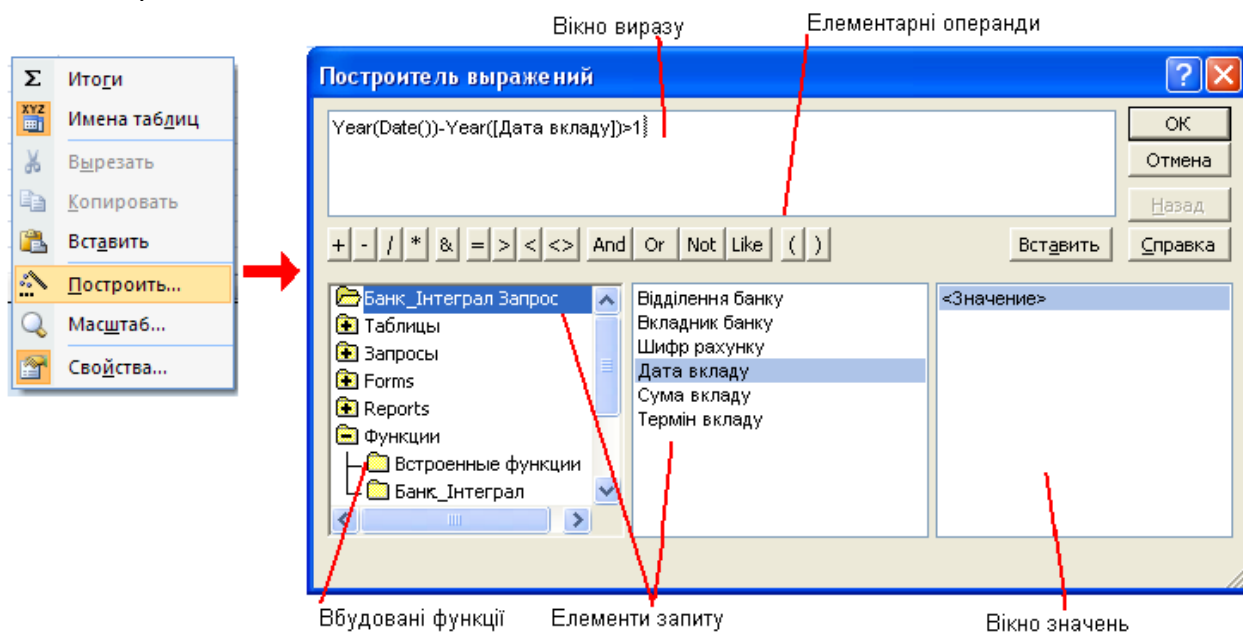 Вікно виразу
Елементарні операнди
Σ Итоги
XYZ Имена таблиц
Вырезать
Копировать
Вставить
Построить...
Масштаб...
Свойства...
Построитель выражений
Year(Date())-Year([Дата вкладу])>1
ОК
Отмена
Назад
+ - / * & = > < <> And Or Not Like ( ) Вставить Справка
Банк_Інтеграл Запрос
Таблицы
Запросы
Forms
Reports
Функции
Встроенные функции
Банк_Інтеграл
Відділення банку
Вкладник банку
Шифр рахунку
Дата вкладу
Сума вкладу
Термін вкладу
<Значение>
Вбудовані функції
Елементи запиту
Вікно значень